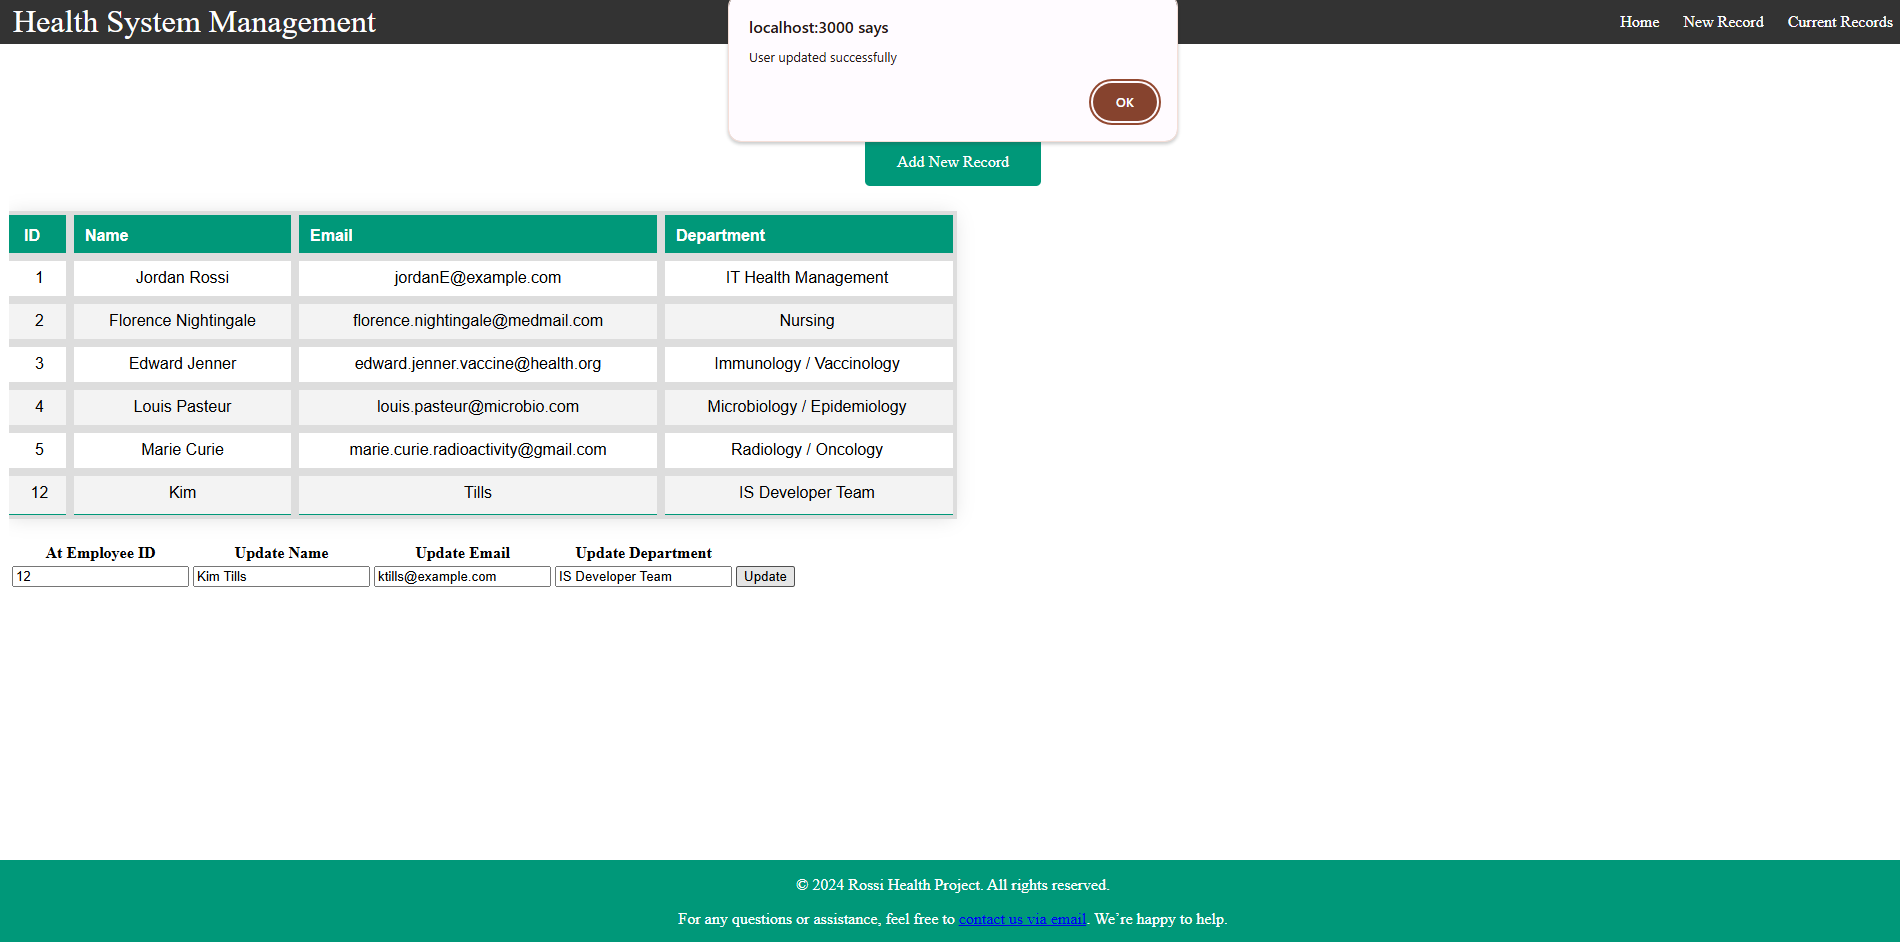 Health System Management
Home New Record Current Records
localhost:3000 says
User updated successfully
OK
Add New Record
ID Name Email Department
1 Jordan Rossi jordanE@example.com IT Health Management
2 Florence Nightingale florence.nightingale@medmail.com Nursing
3 Edward Jenner edward.jenner.vaccine@health.org Immunology / Vaccinology
4 Louis Pasteur louis.pasteur@microbio.com Microbiology / Epidemiology
5 Marie Curie marie.curie.radioactivity@gmail.com Radiology / Oncology
12 Kim Tills IS Developer Team
At Employee ID Update Name Update Email Update Department
12 Kim Tills ktills@example.com IS Developer Team Update
© 2024 Rossi Health Project. All rights reserved.
For any questions or assistance, feel free to contact us via email. We’re happy to help.